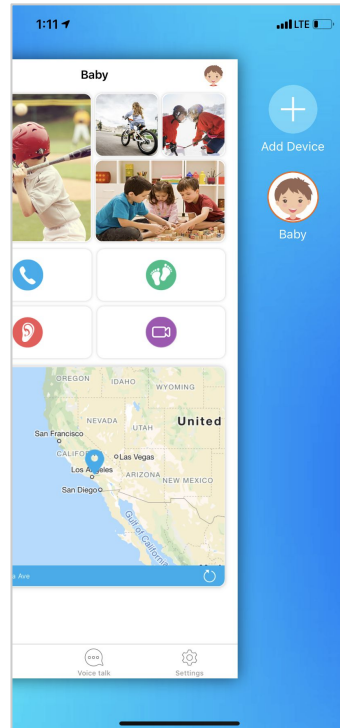 1:11
LTE
Baby
Add Device
Baby
OREGON
IDAHO
WYOMING
NEVADA
UTAH
United
San Francisco
CALIFOR
Las Vegas
Los Angeles
ARIZONA
NEW MEXICO
San Diego
Gulf of California
Ave
Voice talk
Settings